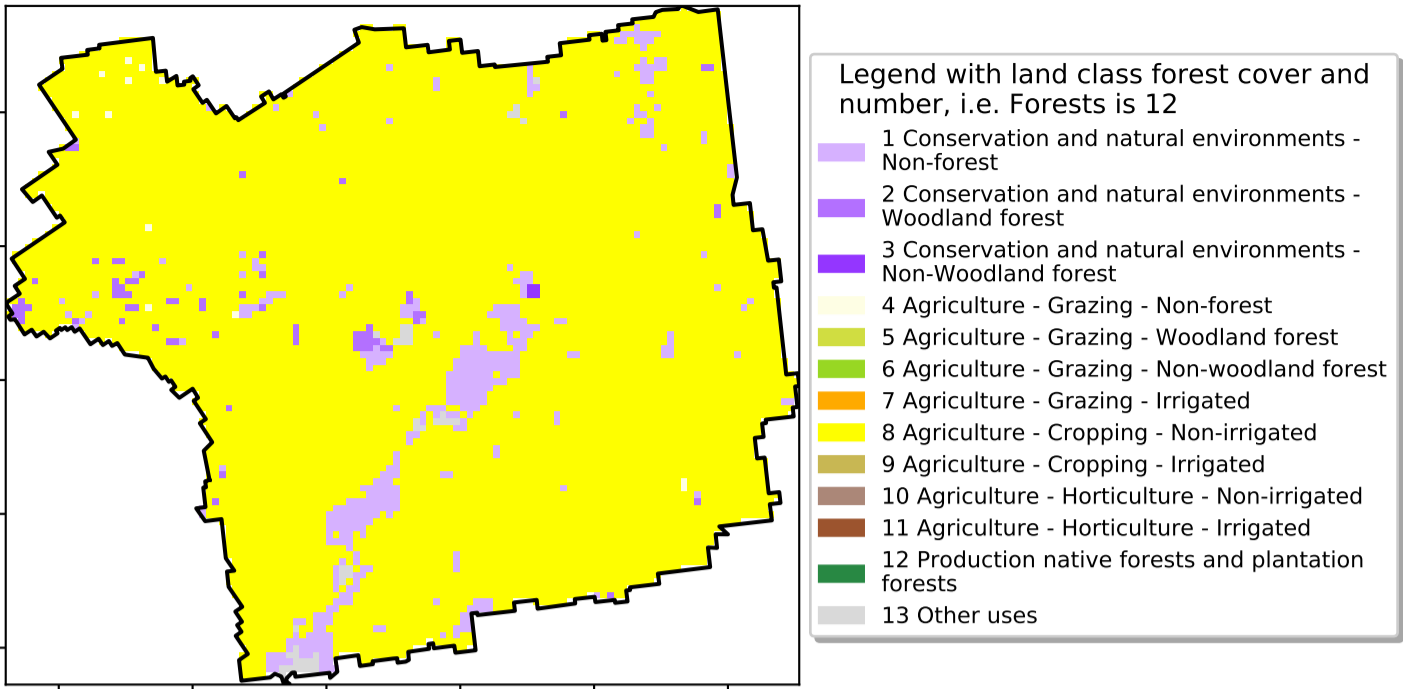 Legend with land class forest cover and
number, i.e. Forests is 12
1 Conservation and natural environments -
Non-forest
2 Conservation and natural environments -
Woodland forest
3 Conservation and natural environments -
Non-Woodland forest
4 Agriculture - Grazing - Non-forest
5 Agriculture - Grazing - Woodland forest
6 Agriculture - Grazing - Non-woodland forest
7 Agriculture - Grazing - Irrigated
8 Agriculture - Cropping - Non-irrigated
9 Agriculture - Cropping - Irrigated
10 Agriculture - Horticulture - Non-irrigated
11 Agriculture - Horticulture - Irrigated
12 Production native forests and plantation
forests
13 Other uses